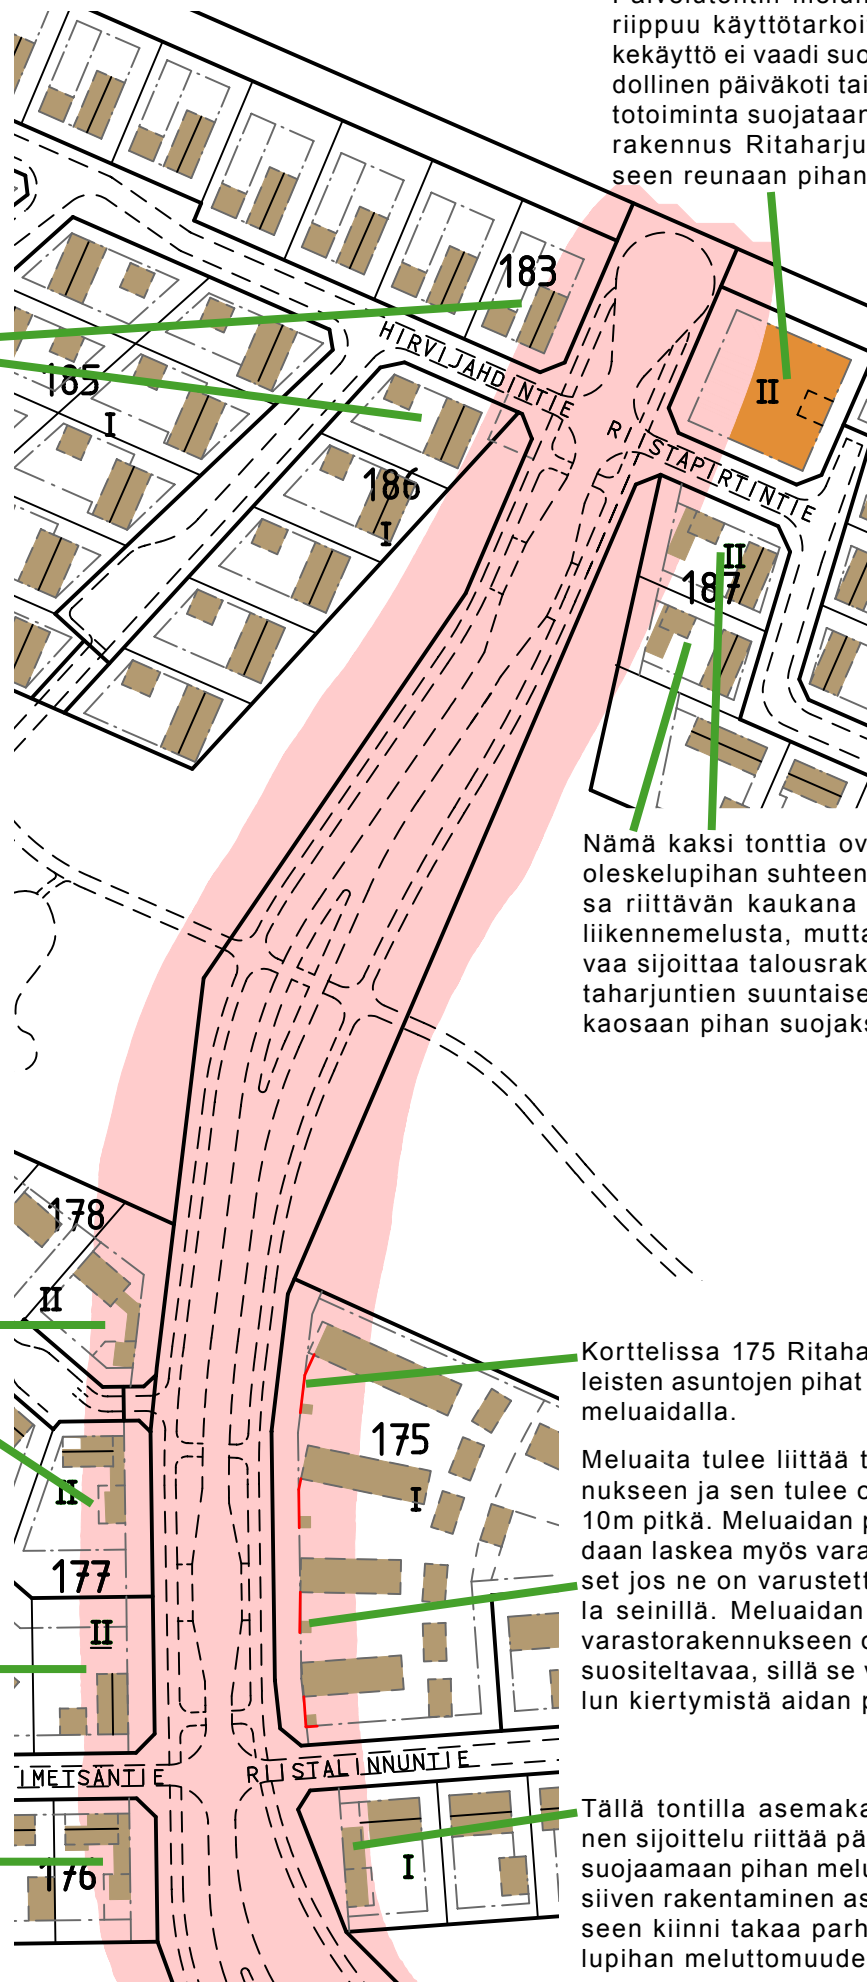 riippuu käyttötarkoi
kekäyttö ei vaadi suo
dollinen päiväkoti tai
totoiminta suojataan
rakennus Ritaharju
seen reunaan pihan
183
HIRVIJAHDINTIE
185
I
II
RIISTAPIRTINTIE
186
I
II
187
Nämä kaksi tonttia ov
oleskelupihan suhteen
sa riittävän kaukana
liikennemelusta, mutta
vaa sijoittaa talousrak
taharjuntien suuntaise
kaosaan pihan suojaks
178
II
Korttelissa 175 Ritaha
leisten asuntojen pihat
meluaidalla.
175
I
Meluaita tulee liittää t
nukseen ja sen tulee o
10m pitkä. Meluaidan p
daan laskea myös vara
set jos ne on varustett
la seinillä. Meluaidan
varastorakennukseen o
suositeltavaa, sillä se v
lun kiertymistä aidan p
II
177
II
IMETSÄNTIE
RIISTALINNUNTIE
Tällä tontilla asemaka
nen sijoittelu riittää pä
suojaamaan pihan melu
siiven rakentaminen as
seen kiinni takaa parh
lupihan meluttomuude
I
176